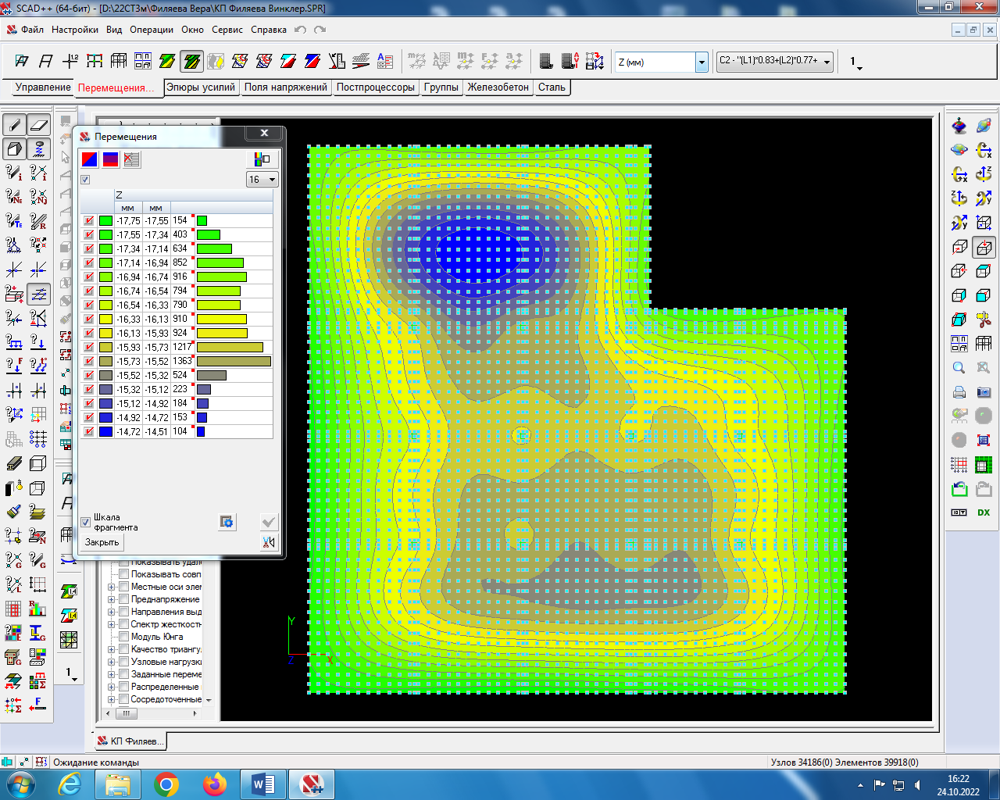 SCAD++ (64-бит) - [D:\22СТ3м\Филяева Вера\КП Филяева Винклер.SPR]
Файл Настройки Вид Операции Окно Сервис Справка
Z (мм)
C2 - "(L1)*0.83+(L2)*0.77+
1
Управление Перемещения... Эпюры усилий Поля напряжений Постпроцессоры Группы Железобетон Сталь
Перемещения
16
Z
мм мм
-17,75 -17,55 154
-17,55 -17,34 403
-17,34 -17,14 634
-17,14 -16,94 852
-16,94 -16,74 916
-16,74 -16,54 794
-16,54 -16,33 790
-16,33 -16,13 910
-16,13 -15,93 924
-15,93 -15,73 1217
-15,73 -15,52 1363
-15,52 -15,32 524
-15,32 -15,12 223
-15,12 -14,92 184
-14,92 -14,72 153
-14,72 -14,51 104
Шкала
фрагмента
Закрыть
Показывать удале
Показывать совп
Местные оси элем
Преднапряжение
Направления выд
Спектр жесткост
Модуль Юнга
Качество триангу.
Узловые нагрузки
Заданные переме
Распределенные
Сосредоточенные
Y
Z
X
1
DX
КП Филяев...
Ожидание команды
Узлов 34186(0) Элементов 39918(0)
16:22
24.10.2022